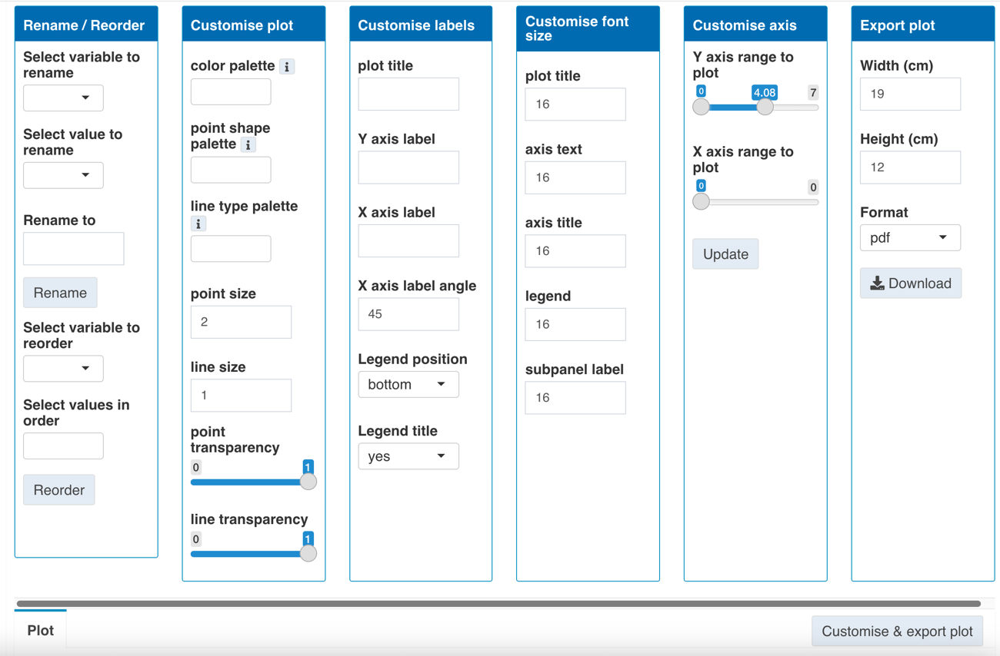 Rename / Reorder
Select variable to
rename
Select value to
rename
Rename to
Rename
Select variable to
reorder
Select values in
order
Reorder
Customise plot
color palette i
point shape
palette i
line type palette
i
point size
2
line size
1
point
transparency
0 1
line transparency
0 1
Customise labels
plot title
Y axis label
X axis label
X axis label angle
45
Legend position
bottom
Legend title
yes
Customise font
size
plot title
16
axis text
16
axis title
16
legend
16
subpanel label
16
Customise axis
Y axis range to
plot
0 4.08 7
X axis range to
plot
0 0
Update
Export plot
Width (cm)
19
Height (cm)
12
Format
pdf
Download
Plot
Customise & export plot